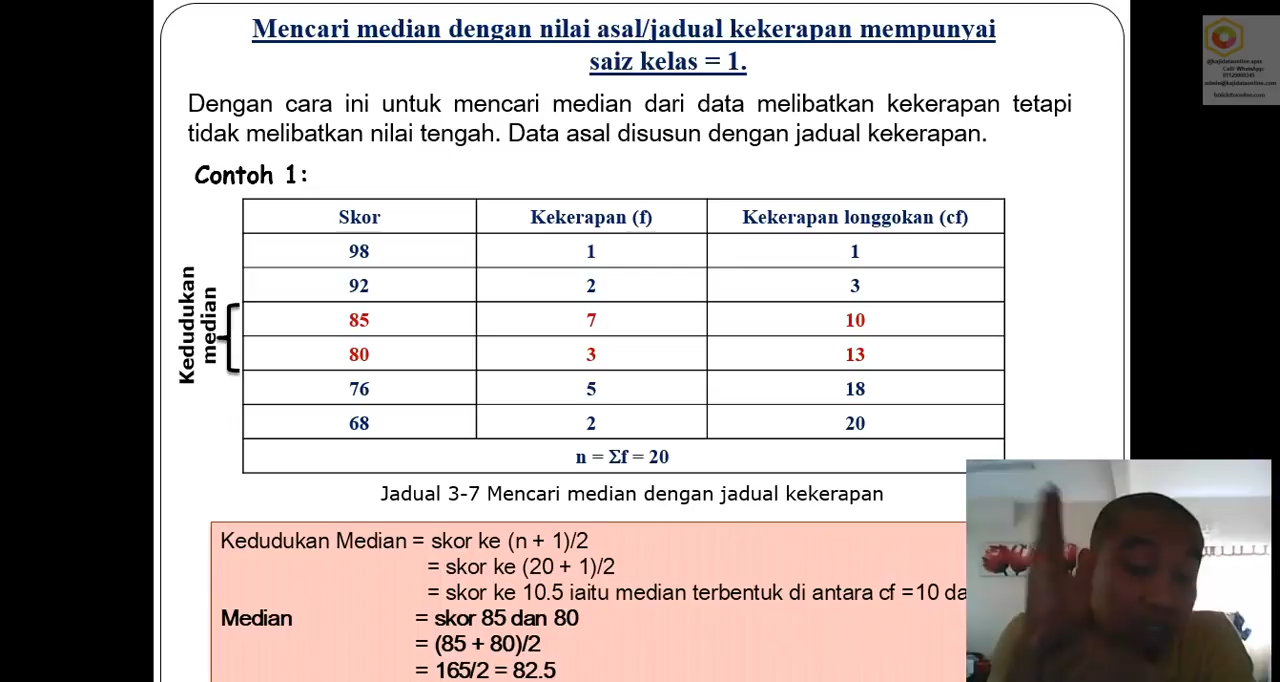 Mencari median dengan nilai asal/jadual kekerapan mempunyai
saiz kelas = 1.
Dengan cara ini untuk mencari median dari data melibatkan kekerapan tetapi
tidak melibatkan nilai tengah. Data asal disusun dengan jadual kekerapan.
Contoh 1:
Skor Kekerapan (f) Kekerapan longgokan (cf)
98 1 1
92 2 3
85 7 10
80 3 13
76 5 18
68 2 20
n = Σf = 20
Kedudukan
median
Jadual 3-7 Mencari median dengan jadual kekerapan
Kedudukan Median = skor ke (n + 1)/2
= skor ke (20 + 1)/2
= skor ke 10.5 iaitu median terbentuk di antara cf =10 da
Median = skor 85 dan 80
= (85 + 80)/2
= 165/2 = 82.5